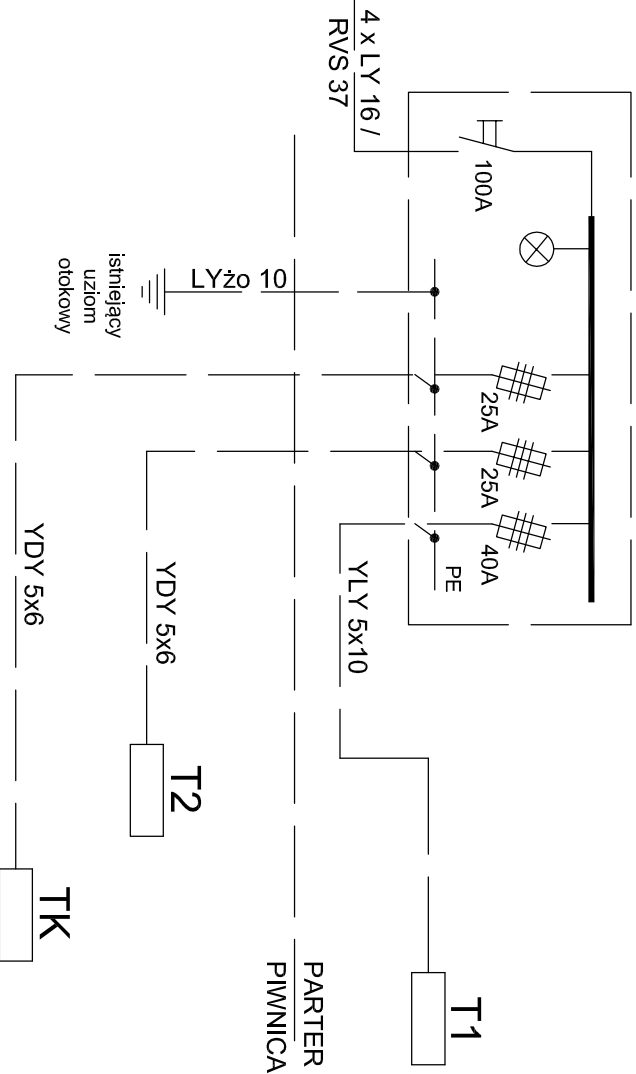 4 x LY 16 /
RVS 37
100A
LYżo 10
istniejący
uziom
otokowy
25A
25A
40A
PE
YLY 5x10
YDY 5x6
YDY 5x6
T1
T2
TK
PARTER
PIWNICA